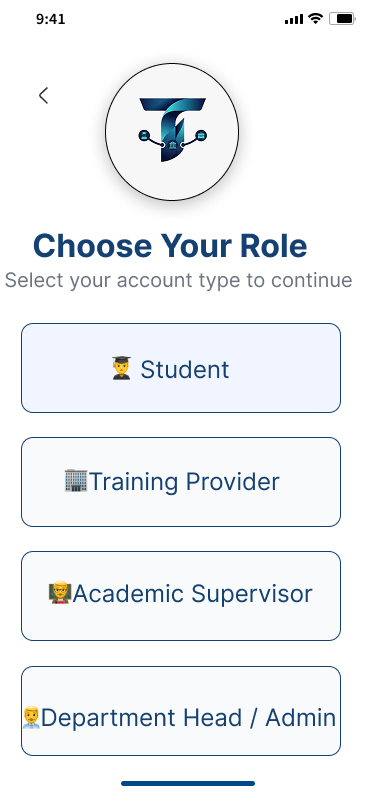 9:41
Choose Your Role
Select your account type to continue
👨‍🎓 Student
🏢Training Provider
👨‍🏫Academic Supervisor
👨‍💼Department Head / Admin